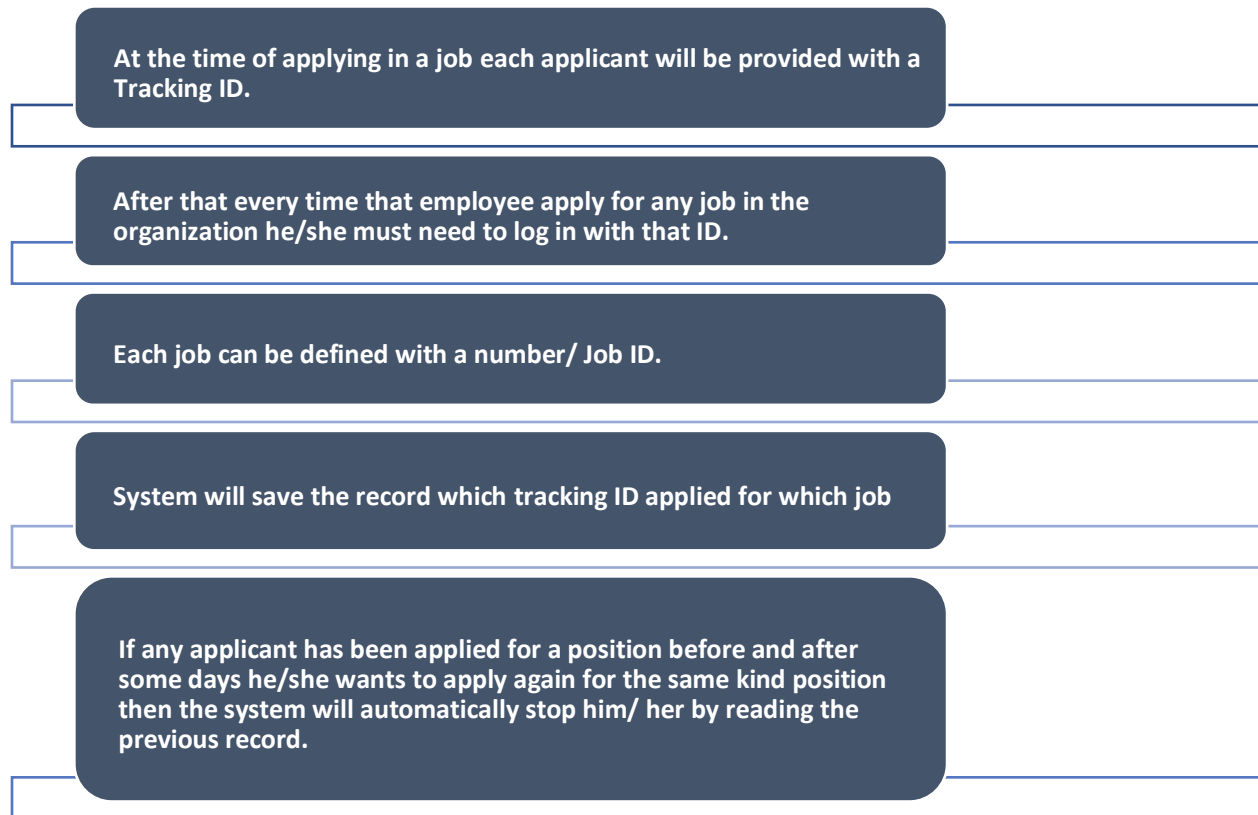 At the time of applying in a job each applicant will be provided with a
Tracking ID.
After that every time that employee apply for any job in the
organization he/she must need to log in with that ID.
Each job can be defined with a number/ Job ID.
System will save the record which tracking ID applied for which job
If any applicant has been applied for a position before and after
some days he/she wants to apply again for the same kind position
then the system will automatically stop him/ her by reading the
previous record.